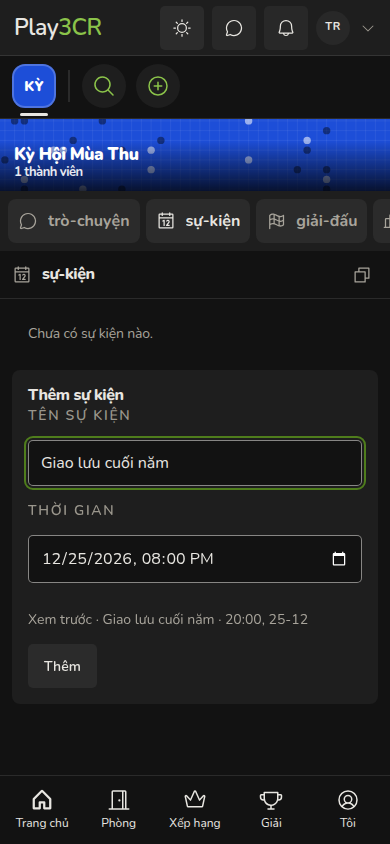 Play3CR
TR
KỲ
Kỳ Hội Mùa Thu
1 thành viên
trò-chuyện
sự-kiện
giải-đấu
sự-kiện
Chưa có sự kiện nào.
Thêm sự kiện
TÊN SỰ KIỆN
Giao lưu cuối năm
THỜI GIAN
12/25/2026, 08:00 PM
Xem trước · Giao lưu cuối năm · 20:00, 25-12
Thêm
Trang chủ
Phòng
Xếp hạng
Giải
Tôi